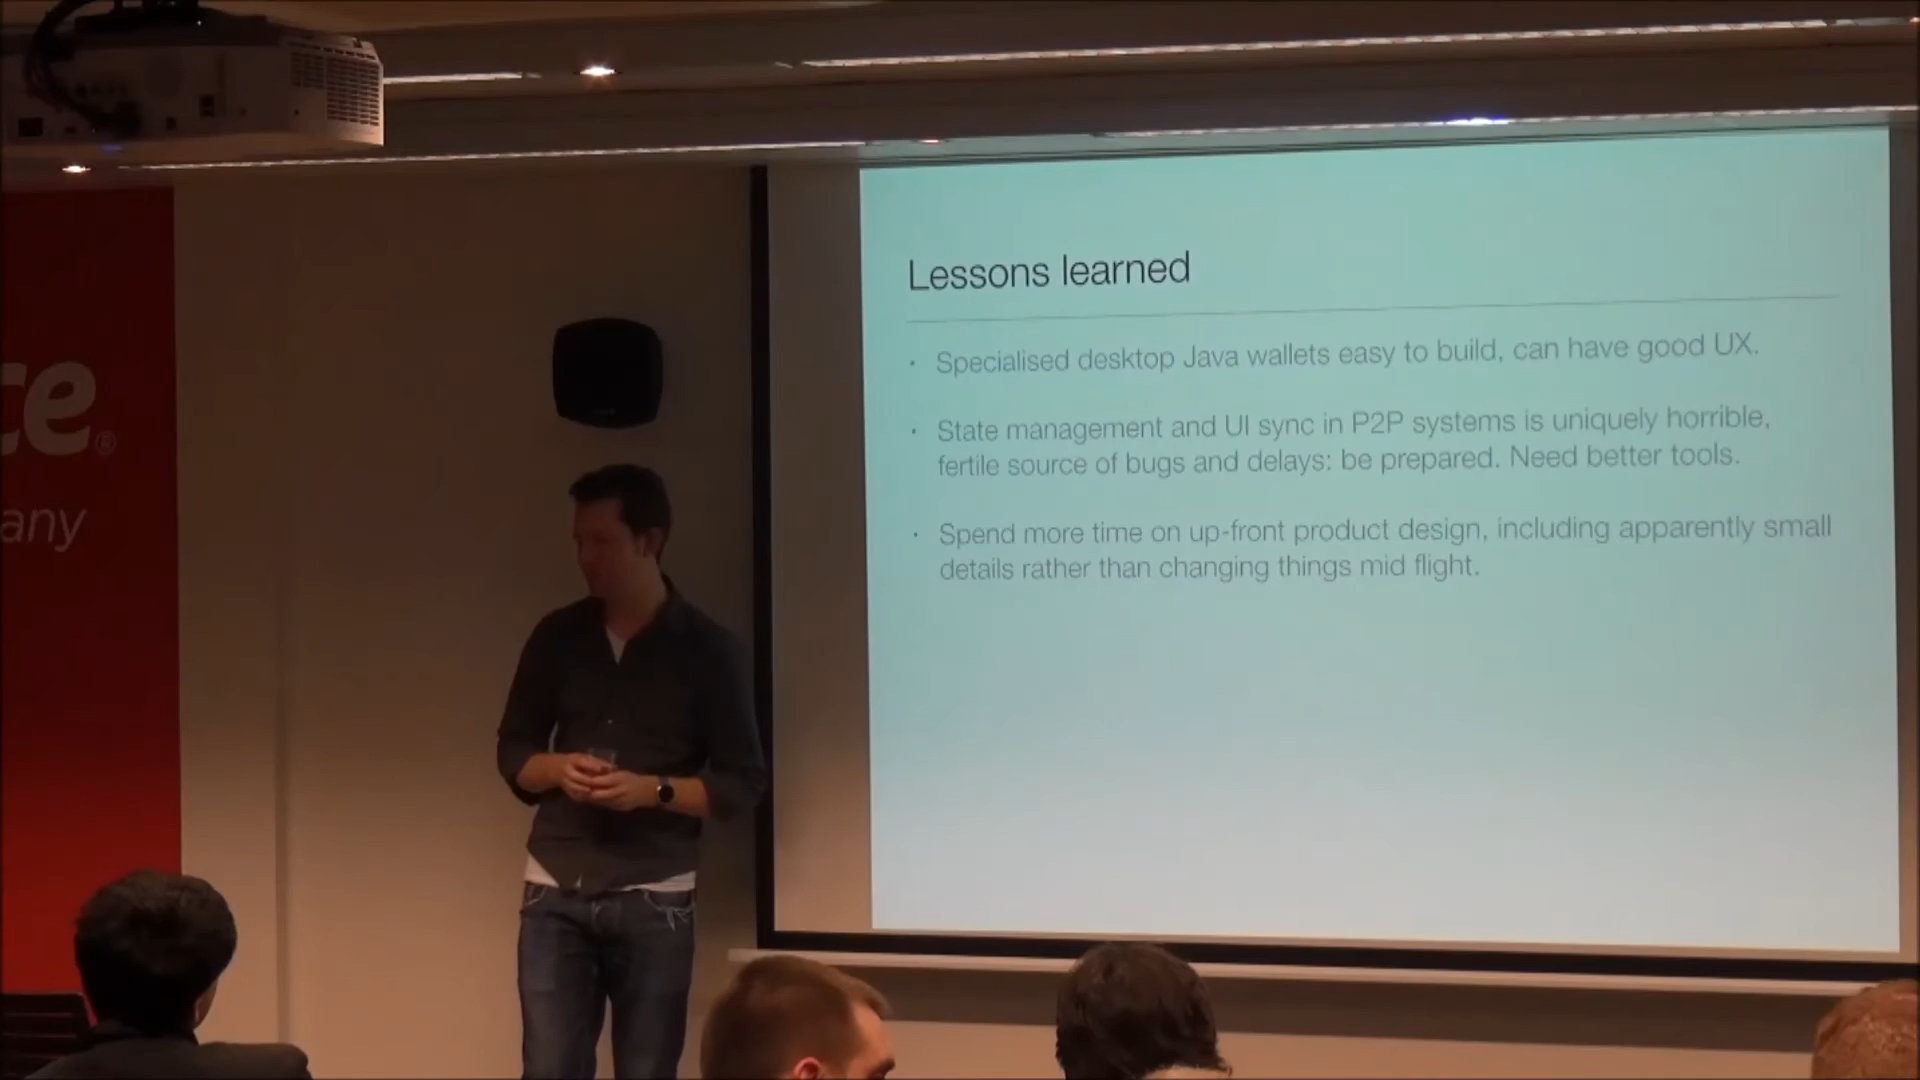 ce®
any
Lessons learned
· Specialised desktop Java wallets easy to build, can have good UX.
· State management and UI sync in P2P systems is uniquely horrible,
fertile source of bugs and delays: be prepared. Need better tools.
· Spend more time on up-front product design, including apparently small
details rather than changing things mid flight.